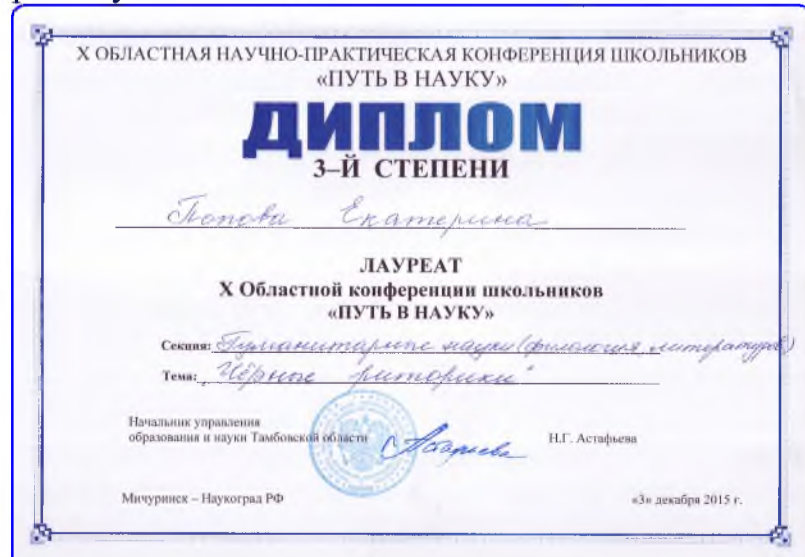 X ОБЛАСТНАЯ НАУЧНО-ПРАКТИЧЕСКАЯ КОНФЕРЕНЦИЯ ШКОЛЬНИКОВ
«ПУТЬ В НАУКУ»
ДИПЛОМ
3–Й СТЕПЕНИ
Попова Екатерина
ЛАУРЕАТ
X Областной конференции школьников
«ПУТЬ В НАУКУ»
Секция: Гуманитарные науки (филология, литература)
Тема: „Чёрные риторики"
Начальник управления
образования и науки Тамбовской области Астафьева Н.Г. Астафьева
Мичуринск – Наукоград РФ «3» декабря 2015 г.